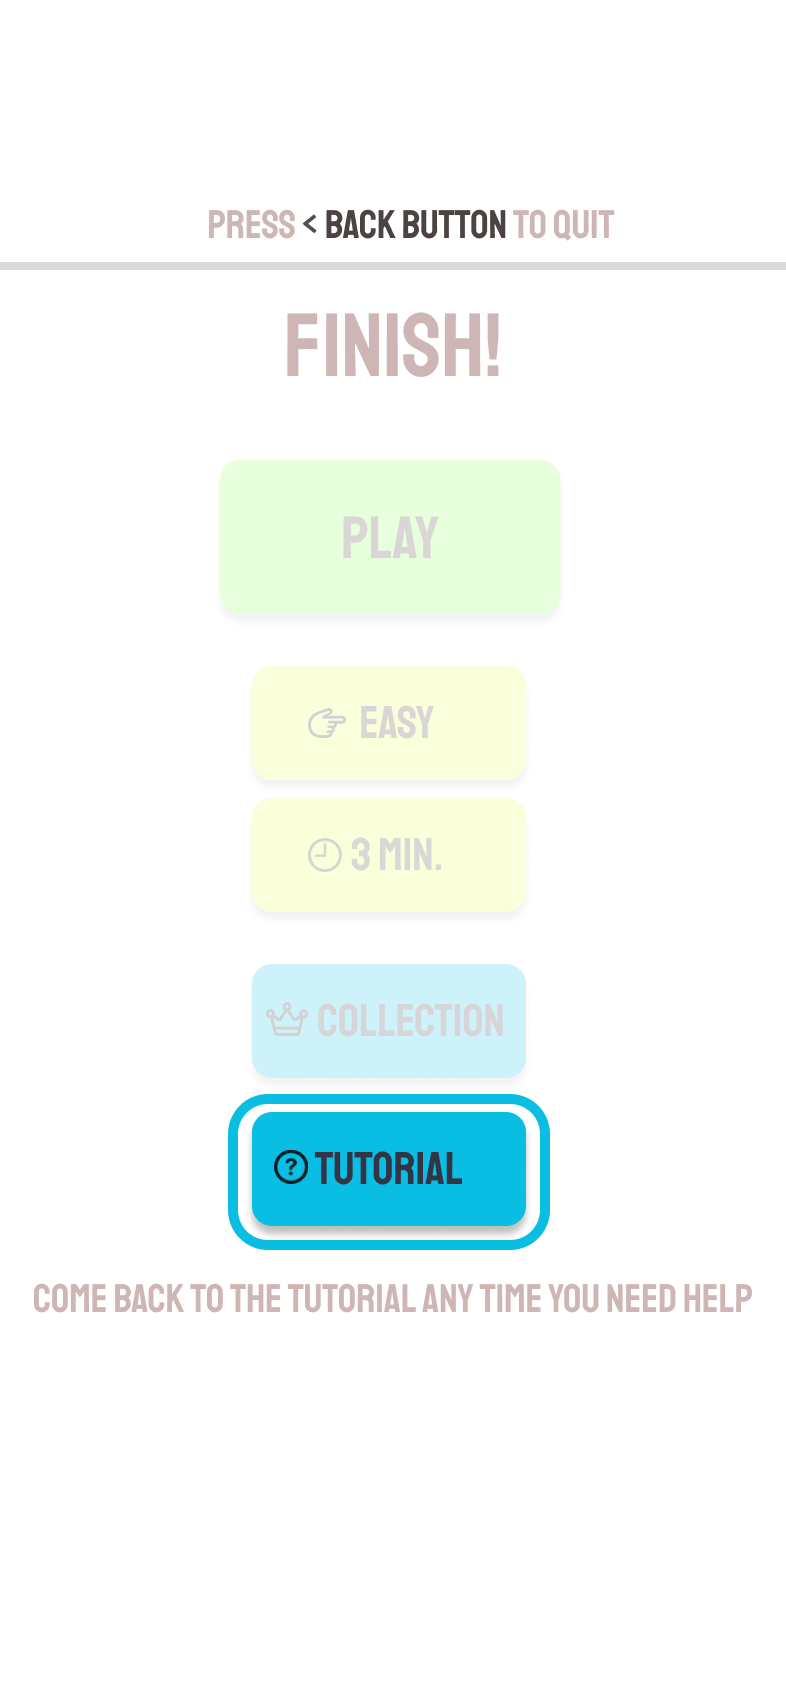 PRESS < BACK BUTTON TO QUIT
FINISH!
PLAY
EASY
3 MIN.
COLLECTION
? TUTORIAL
COME BACK TO THE TUTORIAL ANY TIME YOU NEED HELP